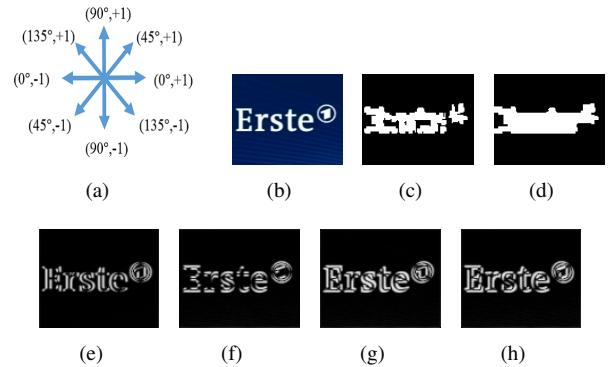 (90°,+1)
(135°,+1) (45°,+1)
(0°,-1) (0°,+1)
(45°,-1) (135°,-1)
(90°,-1)
Erste
(a) (b) (c) (d)
Erste
Erste
Erste
Erste
(e) (f) (g) (h)